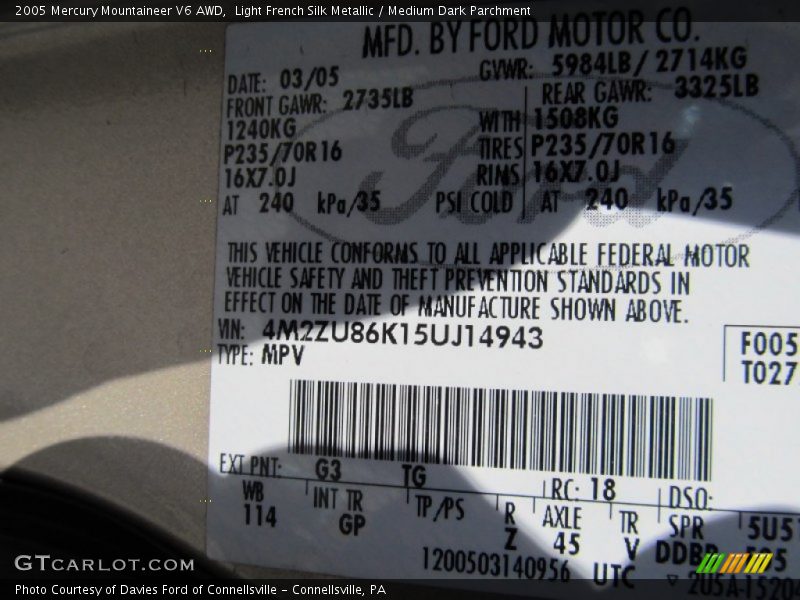 2005 Mercury Mountaineer V6 AWD, Light French Silk Metallic / Medium Dark Parchment
MFD. BY FORD MOTOR CO.
DATE: 03/05 GVWR: 5984LB/ 2714KG
FRONT GAWR: 2735LB REAR GAWR: 3325LB
1240KG WITH 1508KG
P235/70R16 TIRES P235/70R16
16X7.0J RIMS 16X7.0J
AT 240 kPa/35 PSI COLD AT 240 kPa/35
Ford
THIS VEHICLE CONFORMS TO ALL APPLICABLE FEDERAL MOTOR
VEHICLE SAFETY AND THEFT PREVENTION STANDARDS IN
EFFECT ON THE DATE OF MANUFACTURE SHOWN ABOVE.
VIN: 4M2ZU86K15UJ14943
TYPE: MPV
F005
T027
EXT PNT: G3 TG RC: 18 DSO:
WB INT TR TP/PS R AXLE TR SPR 5U5
114 GP Z 45 V DDBD
1200503140956 UTC
GTCARLOT.COM
Photo Courtesy of Davies Ford of Connellsville - Connellsville, PA